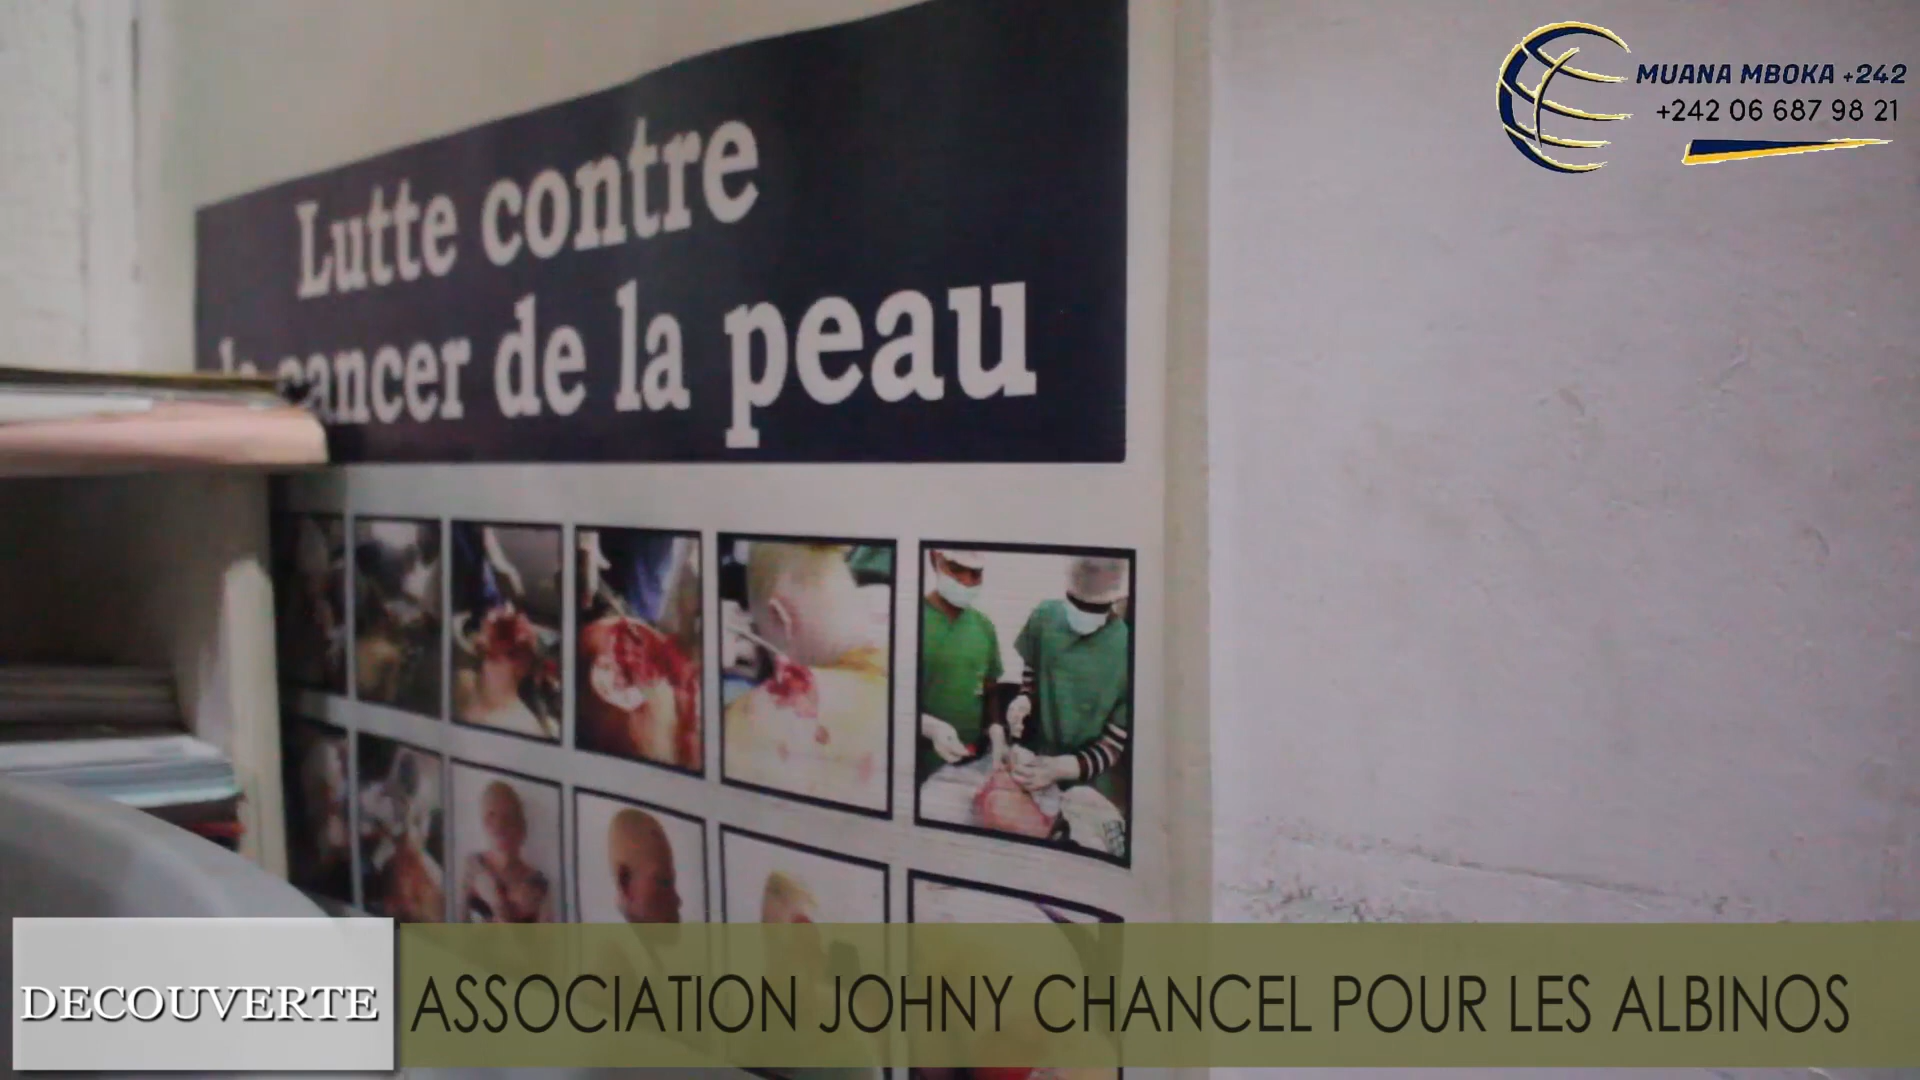 MUANA MBOKA +242
+242 06 687 98 21
Lutte contre
le cancer de la peau
DECOUVERTE
ASSOCIATION JOHNY CHANCEL POUR LES ALBINOS